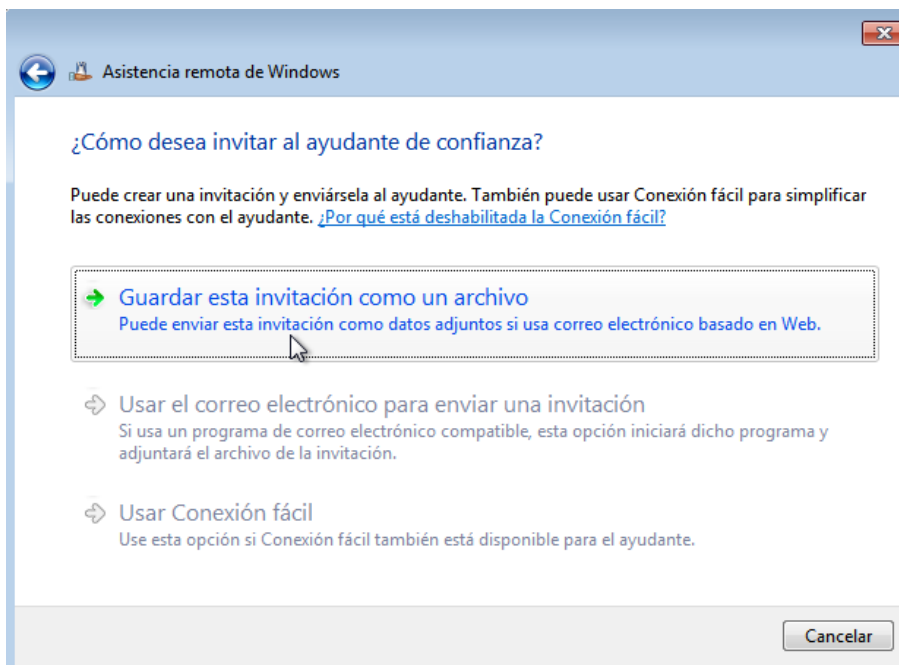 Asistencia remota de Windows
¿Cómo desea invitar al ayudante de confianza?
Puede crear una invitación y enviársela al ayudante. También puede usar Conexión fácil para simplificar
las conexiones con el ayudante. ¿Por qué está deshabilitada la Conexión fácil?
Guardar esta invitación como un archivo
Puede enviar esta invitación como datos adjuntos si usa correo electrónico basado en Web.
Usar el correo electrónico para enviar una invitación
Si usa un programa de correo electrónico compatible, esta opción iniciará dicho programa y
adjuntará el archivo de la invitación.
Usar Conexión fácil
Use esta opción si Conexión fácil también está disponible para el ayudante.
Cancelar